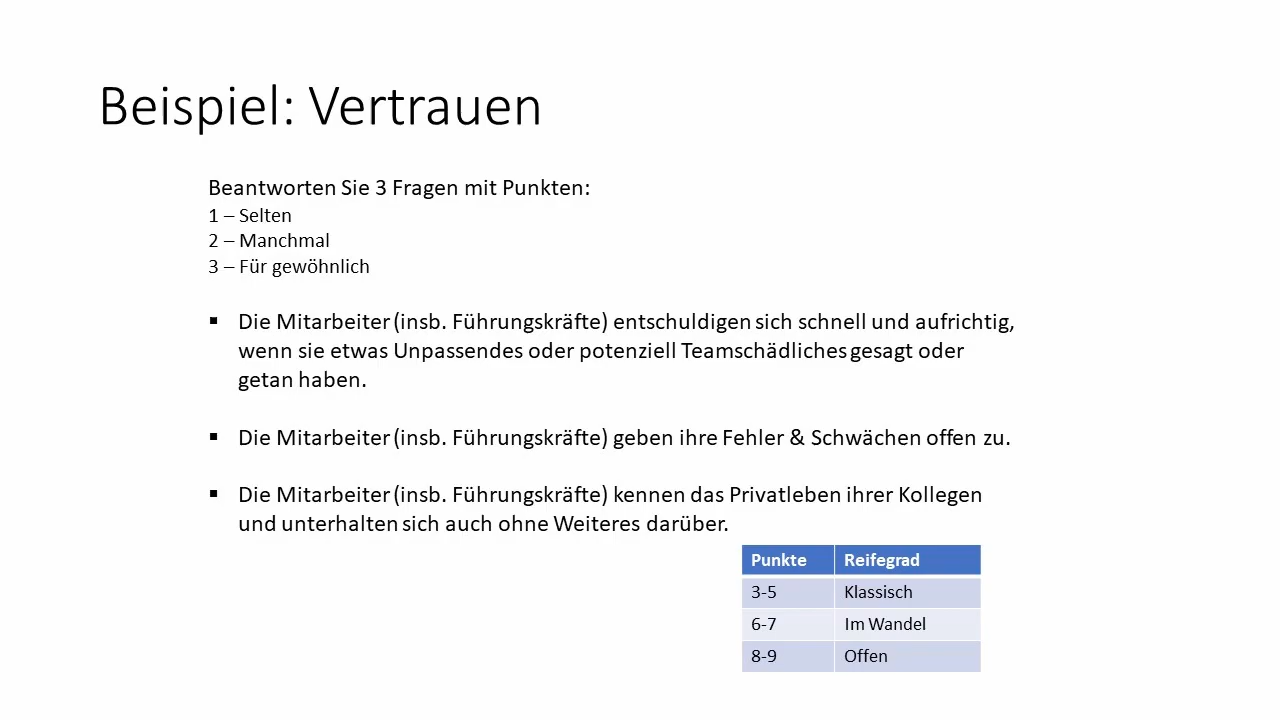 Beispiel: Vertrauen
Beantworten Sie 3 Fragen mit Punkten:
1 – Selten
2 – Manchmal
3 – Für gewöhnlich
▪ Die Mitarbeiter (insb. Führungskräfte) entschuldigen sich schnell und aufrichtig,
wenn sie etwas Unpassendes oder potenziell Teamschädliches gesagt oder
getan haben.
▪ Die Mitarbeiter (insb. Führungskräfte) geben ihre Fehler & Schwächen offen zu.
▪ Die Mitarbeiter (insb. Führungskräfte) kennen das Privatleben ihrer Kollegen
und unterhalten sich auch ohne Weiteres darüber.
Punkte Reifegrad
3-5 Klassisch
6-7 Im Wandel
8-9 Offen